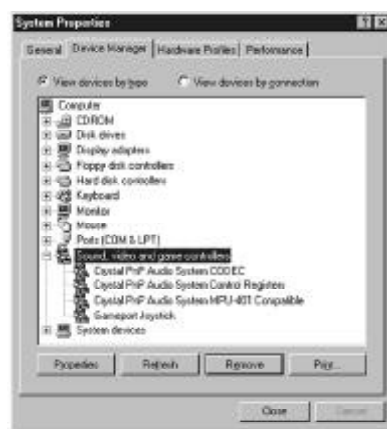 System Properties
General Device Manager Hardware Profiles Performance
View devices by type View devices by connection
Computer
CDROM
Disk drives
Display adapters
Floppy disk controllers
Hard disk controllers
Keyboard
Monitor
Mouse
Ports (COM & LPT)
Sound, video and game controllers
Crystal PnP Audio System CODEC
Crystal PnP Audio System Control Registers
Crystal PnP Audio System MPU-401 Compatible
Gameport Joystick
System devices
Properties Refresh Remove Print...
Close Cancel